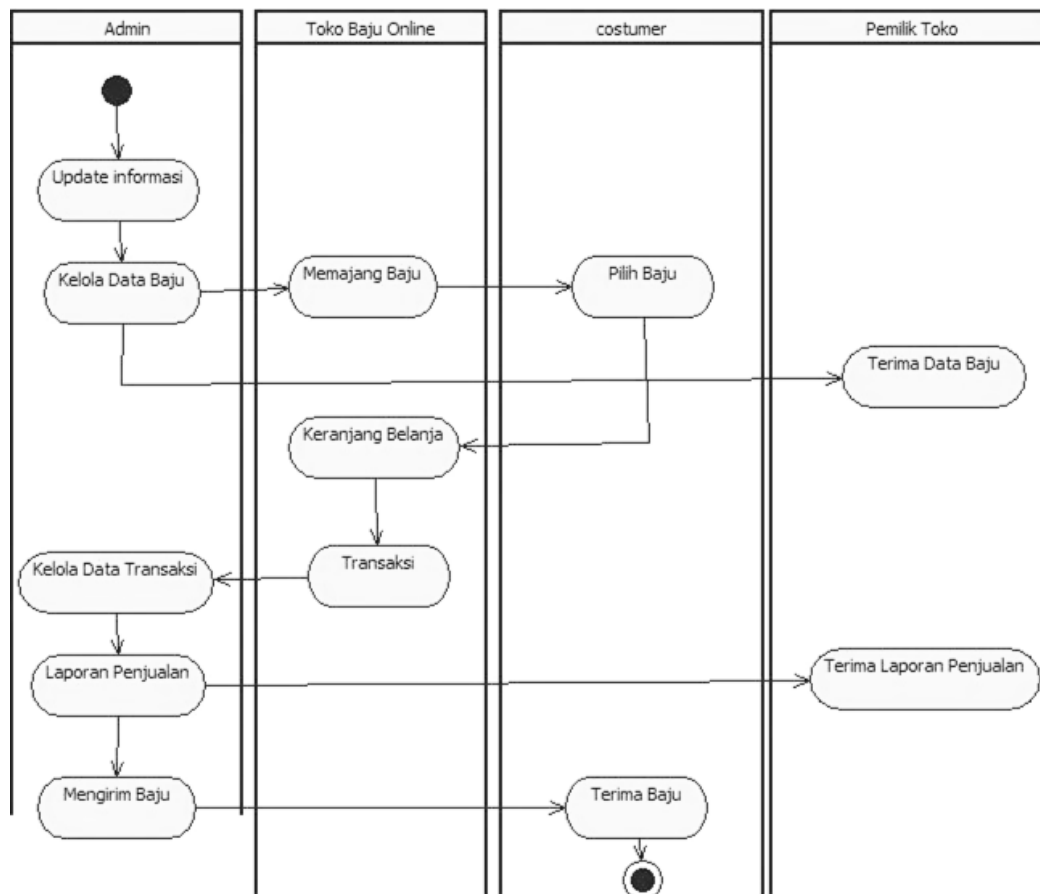 Admin
Toko Baju Online
costumer
Pemilik Toko
Update informasi
Kelola Data Baju
Memajang Baju
Pilih Baju
Terima Data Baju
Keranjang Belanja
Transaksi
Kelola Data Transaksi
Laporan Penjualan
Terima Laporan Penjualan
Mengirim Baju
Terima Baju